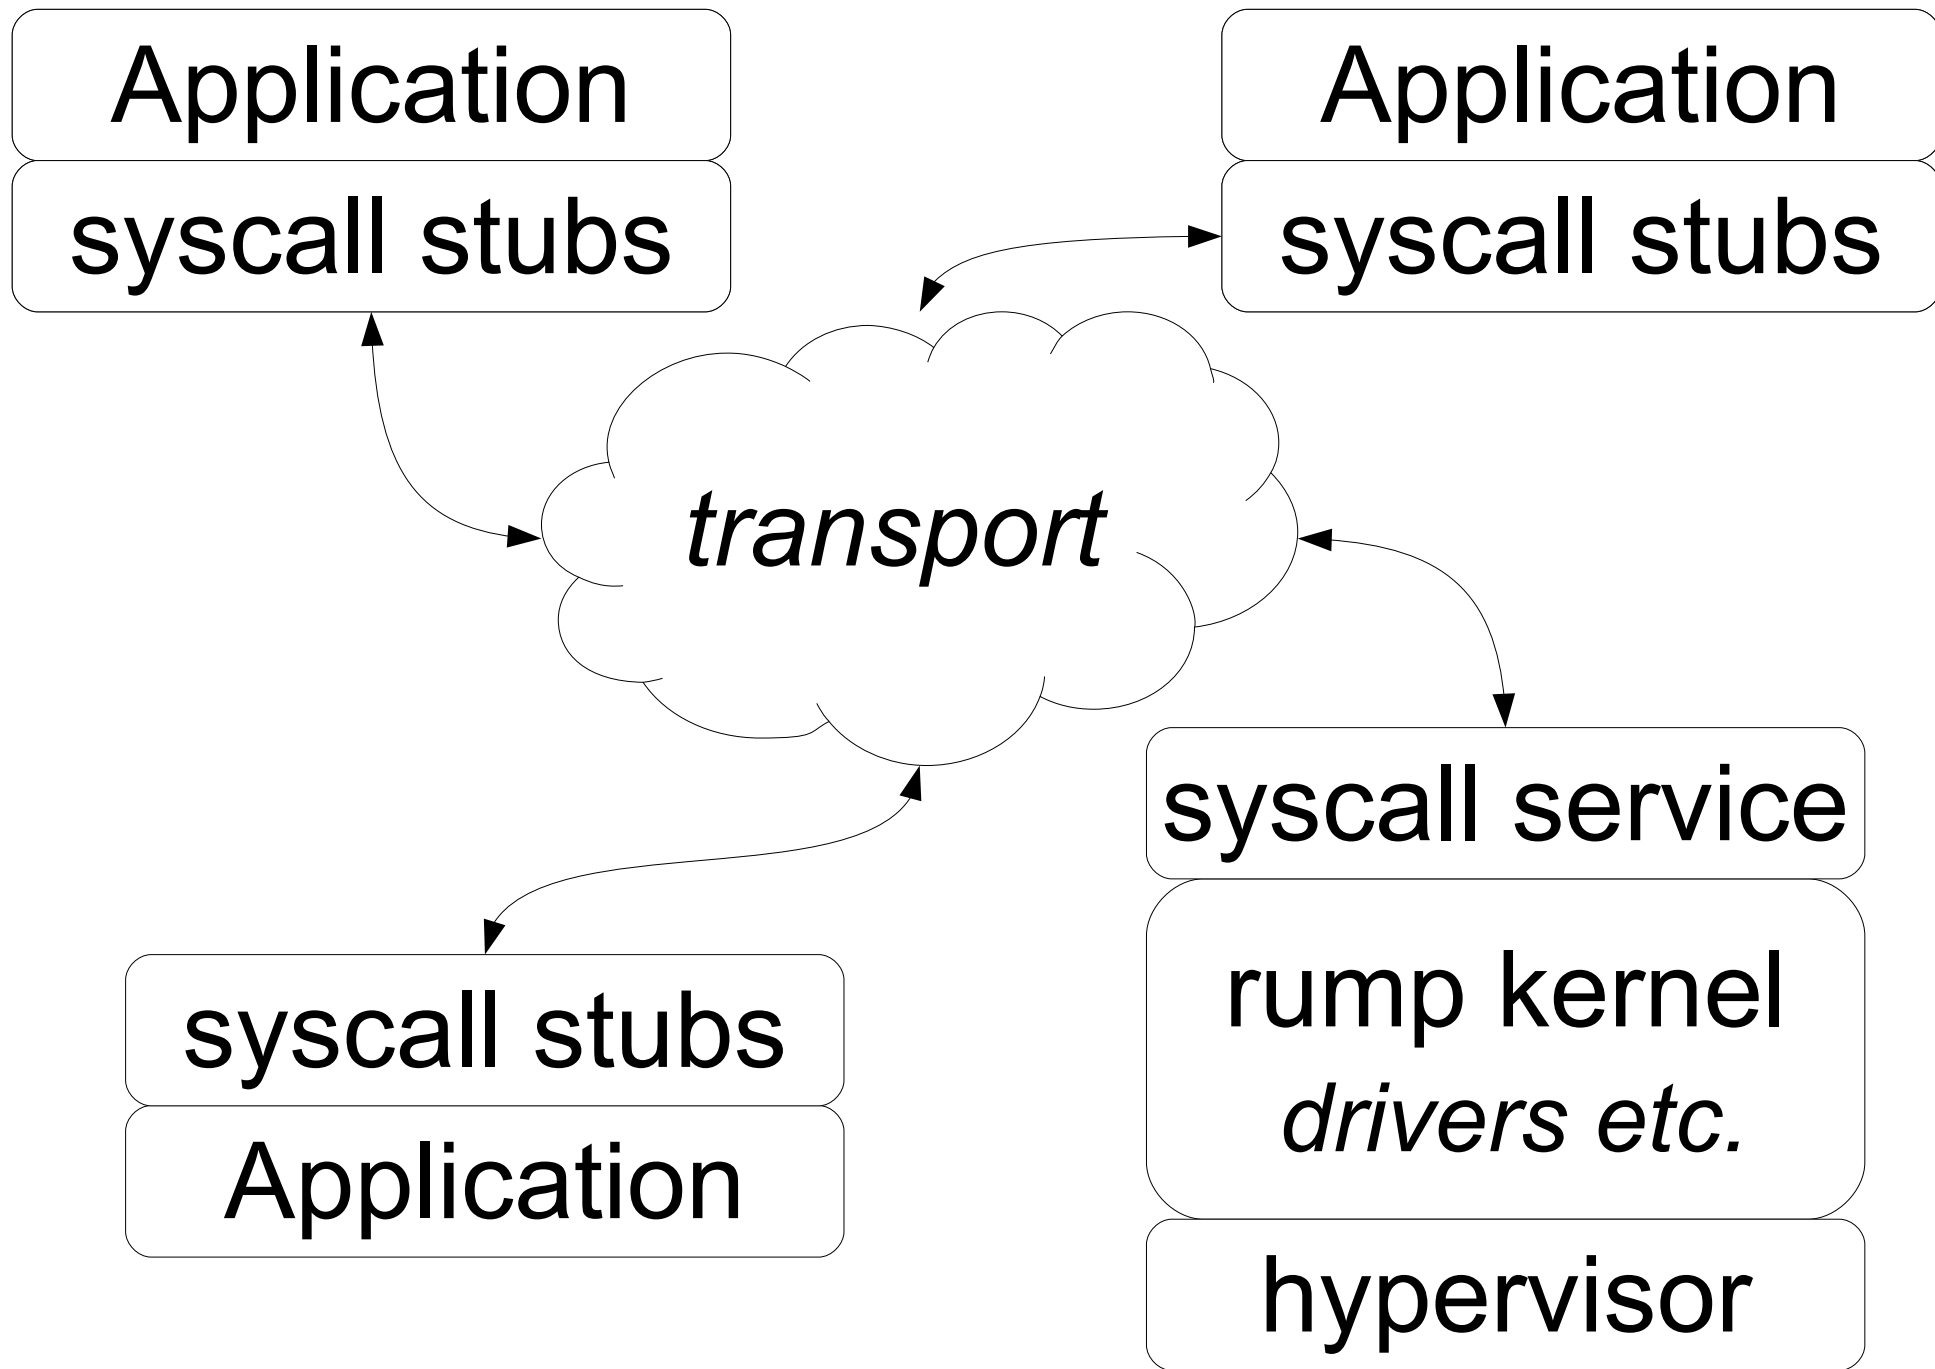 Application
syscall stubs
Application
syscall stubs
transport
syscall service
rump kernel
drivers etc.
hypervisor
syscall stubs
Application